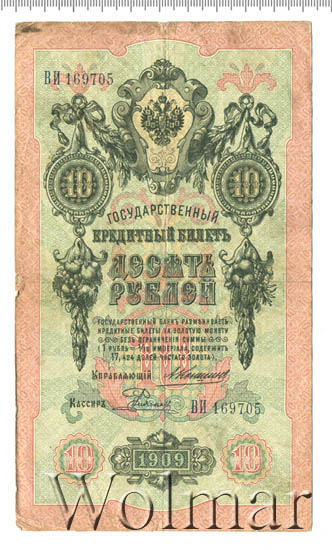 ВИ 169705
10 10
ГОСУДАРСТВЕННЫЙ
КРЕДИТНЫЙ БИЛЕТЪ
ДЕСЯТЬ
РУБЛЕЙ
ГОСУДАРСТВЕННЫЙ БАНКЪ РАЗМѢНИВАЕТЪ
КРЕДИТНЫЕ БИЛЕТЫ НА ЗОЛОТУЮ МОНЕТУ
БЕЗЪ ОГРАНИЧЕНІЯ СУММЫ
(1 РУБЛЬ = 1/15 ИМПЕРІАЛА, СОДЕРЖИТЪ
17,424 ДОЛЕЙ ЧИСТАГО ЗОЛОТА).
Управляющій
Кассиръ
ВИ 169705
10 1909 10
Wolmar